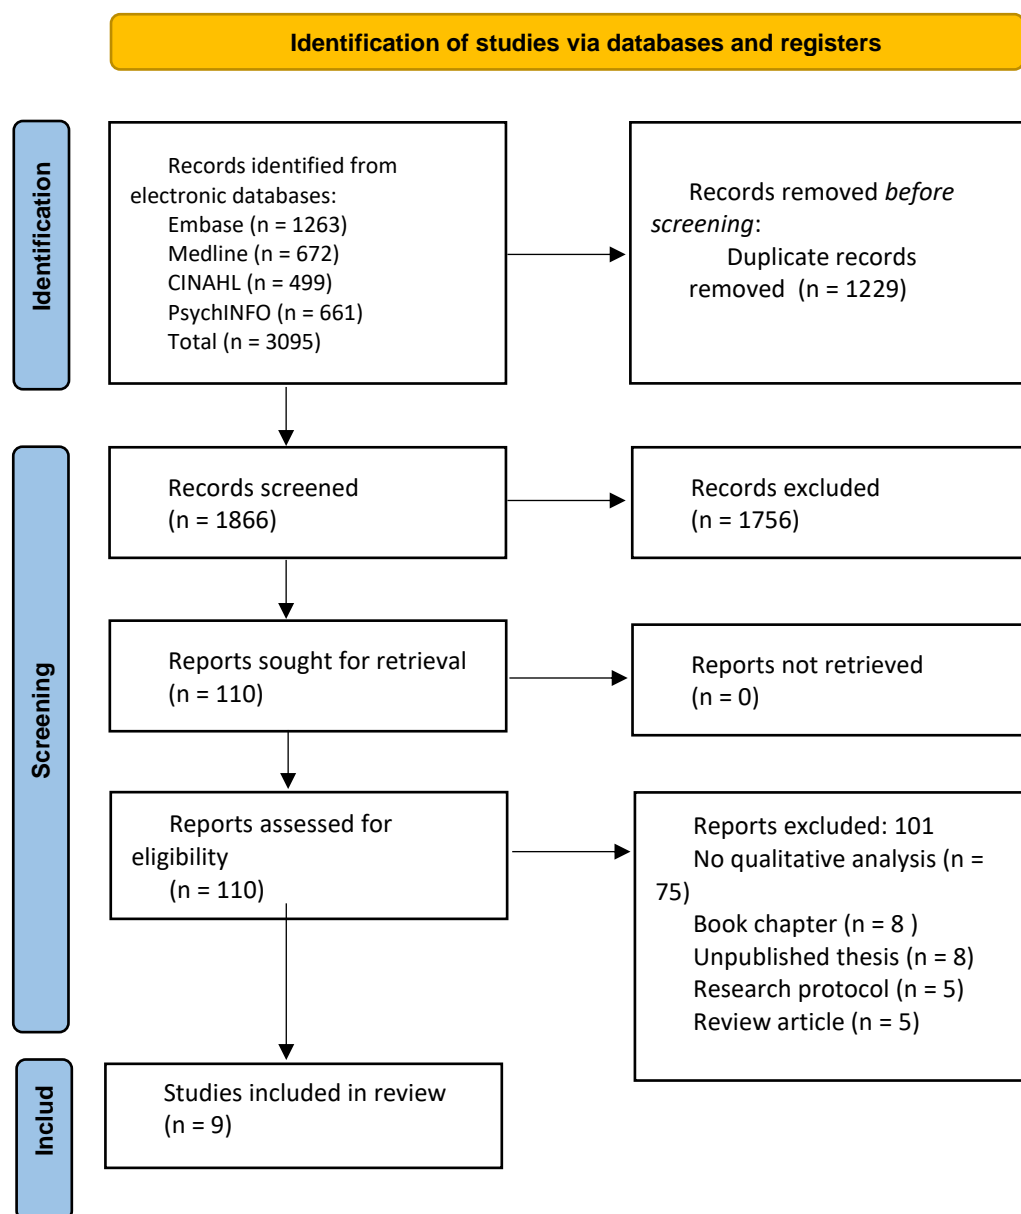 Identification of studies via databases and registers
Identification
Records identified from
electronic databases:
Embase (n = 1263)
Medline (n = 672)
CINAHL (n = 499)
PsychINFO (n = 661)
Total (n = 3095)
Records removed before
screening:
Duplicate records
removed (n = 1229)
Screening
Records screened
(n = 1866)
Records excluded
(n = 1756)
Reports sought for retrieval
(n = 110)
Reports not retrieved
(n = 0)
Reports assessed for
eligibility
(n = 110)
Reports excluded: 101
No qualitative analysis (n =
75)
Book chapter (n = 8 )
Unpublished thesis (n = 8)
Research protocol (n = 5)
Review article (n = 5)
Includ
Studies included in review
(n = 9)